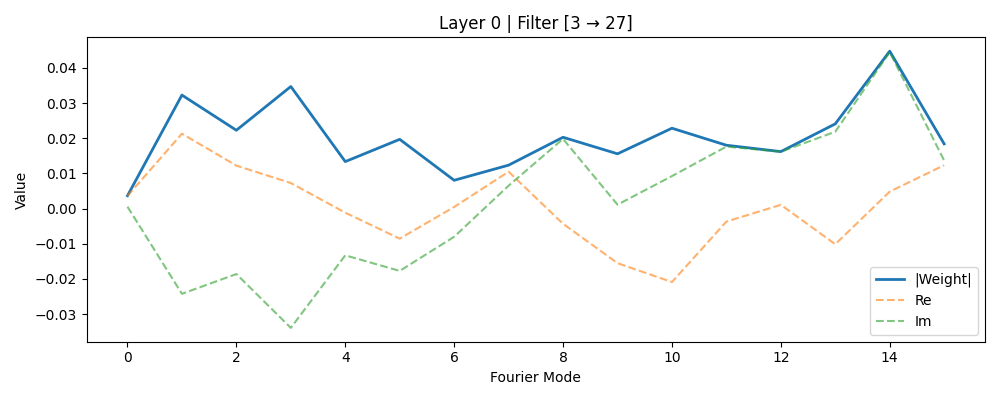 Layer 0 | Filter [3 → 27]
Value
0.04
0.03
0.02
0.01
0.00
−0.01
−0.02
−0.03
0 2 4 6 8 10 12 14
Fourier Mode
|Weight|
Re
Im